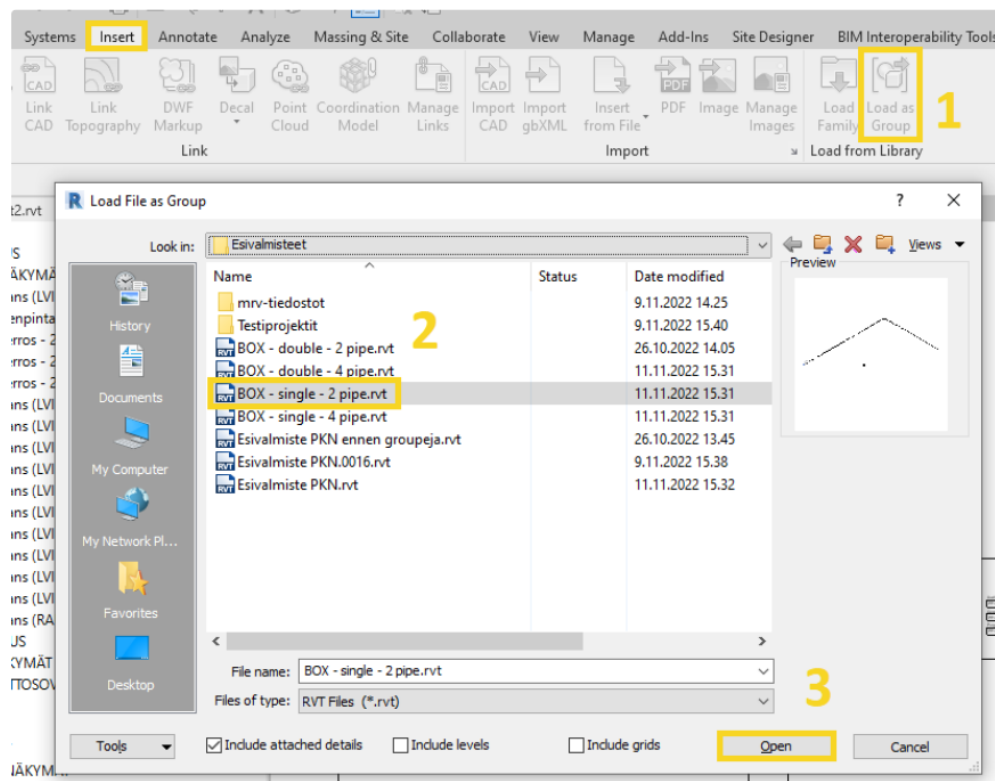 Systems Insert Annotate Analyze Massing & Site Collaborate View Manage Add-Ins Site Designer BIM Interoperability Tools
Link CAD
Link Topography
DWF Markup
Decal
Point Cloud
Coordination Model
Manage Links
Import CAD
Import gbXML
Insert from File
PDF
Image
Manage Images
Load Family
Load as Group
1
Link
Import
Load from Library
t2.rvt
Load File as Group
?
Look in: Esivalmisteet
Views
History
Documents
My Computer
My Network Pl...
Favorites
Desktop
Name Status Date modified
mrv-tiedostot 9.11.2022 14.25
Testiprojektit 9.11.2022 15.40
BOX - double - 2 pipe.rvt 26.10.2022 14.05
2
BOX - double - 4 pipe.rvt 11.11.2022 15.31
BOX - single - 2 pipe.rvt 11.11.2022 15.31
BOX - single - 4 pipe.rvt 11.11.2022 15.31
Esivalmiste PKN ennen groupeja.rvt 26.10.2022 13.45
Esivalmiste PKN.0016.rvt 9.11.2022 15.38
Esivalmiste PKN.rvt 11.11.2022 15.32
Preview
File name: BOX - single - 2 pipe.rvt
Files of type: RVT Files (*.rvt)
3
Tools
Include attached details
Include levels
Include grids
Open
Cancel